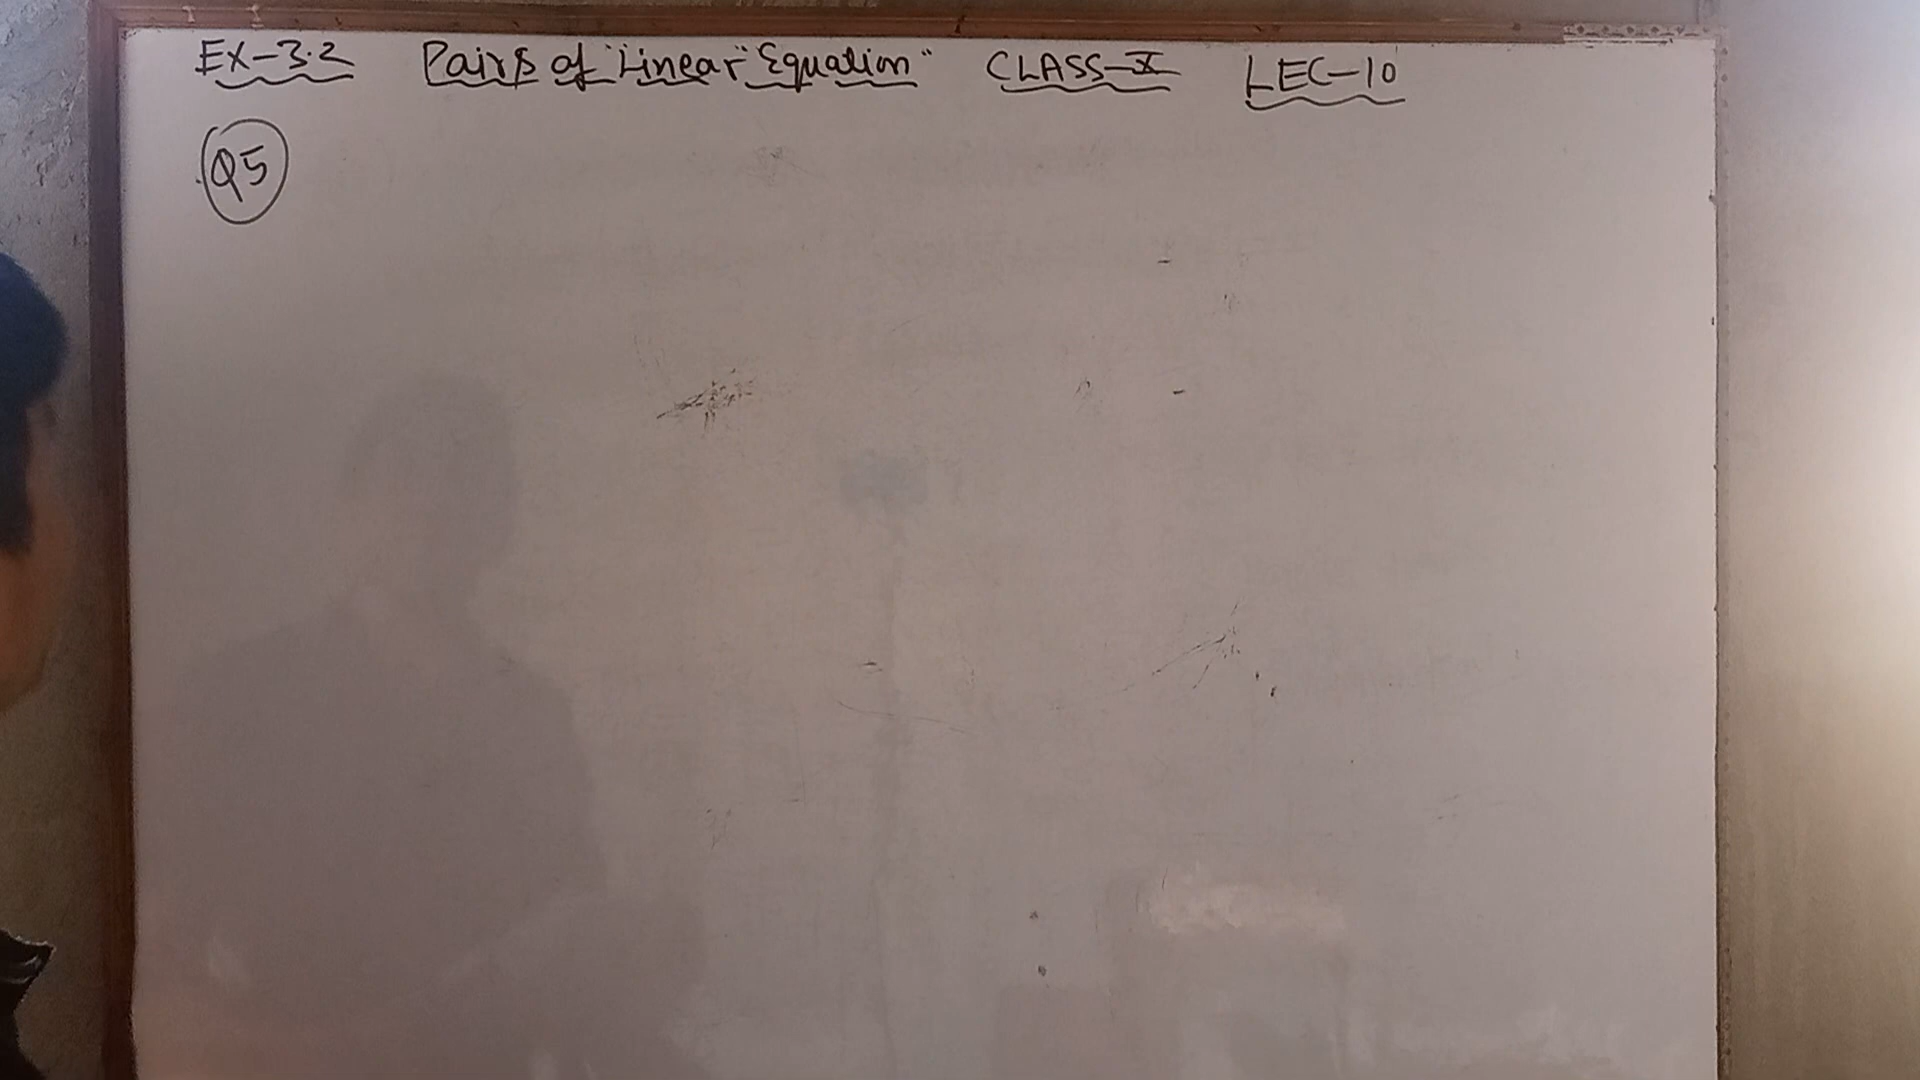 EX-3.2 Pairs of "Linear" Equation" CLASS-X LEC-10
Q5